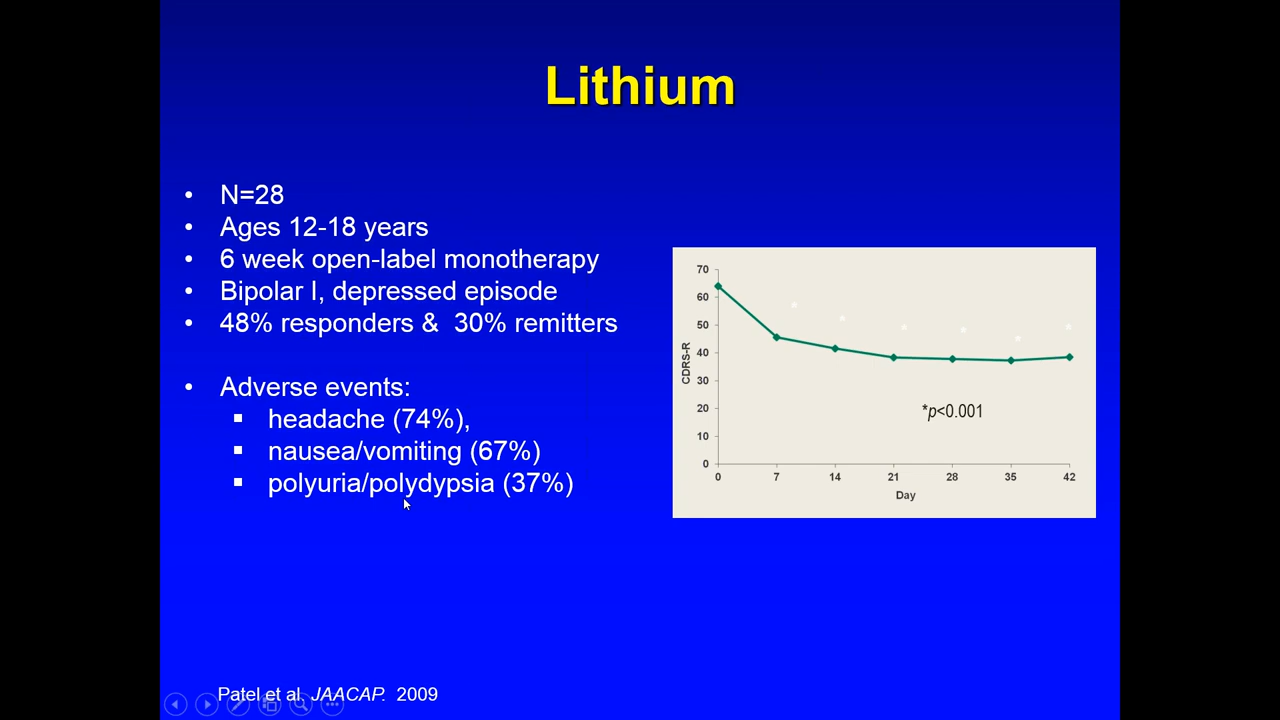 Lithium
• N=28
• Ages 12-18 years
• 6 week open-label monotherapy
• Bipolar I, depressed episode
• 48% responders &  30% remitters
• Adverse events:
▪ headache (74%),
▪ nausea/vomiting (67%)
▪ polyuria/polydypsia (37%)
70
60
50
40
30
20
10
0
CDRS-R
* * * * * *
*p<0.001
0 7 14 21 28 35 42
Day
Patel et al. JAACAP. 2009